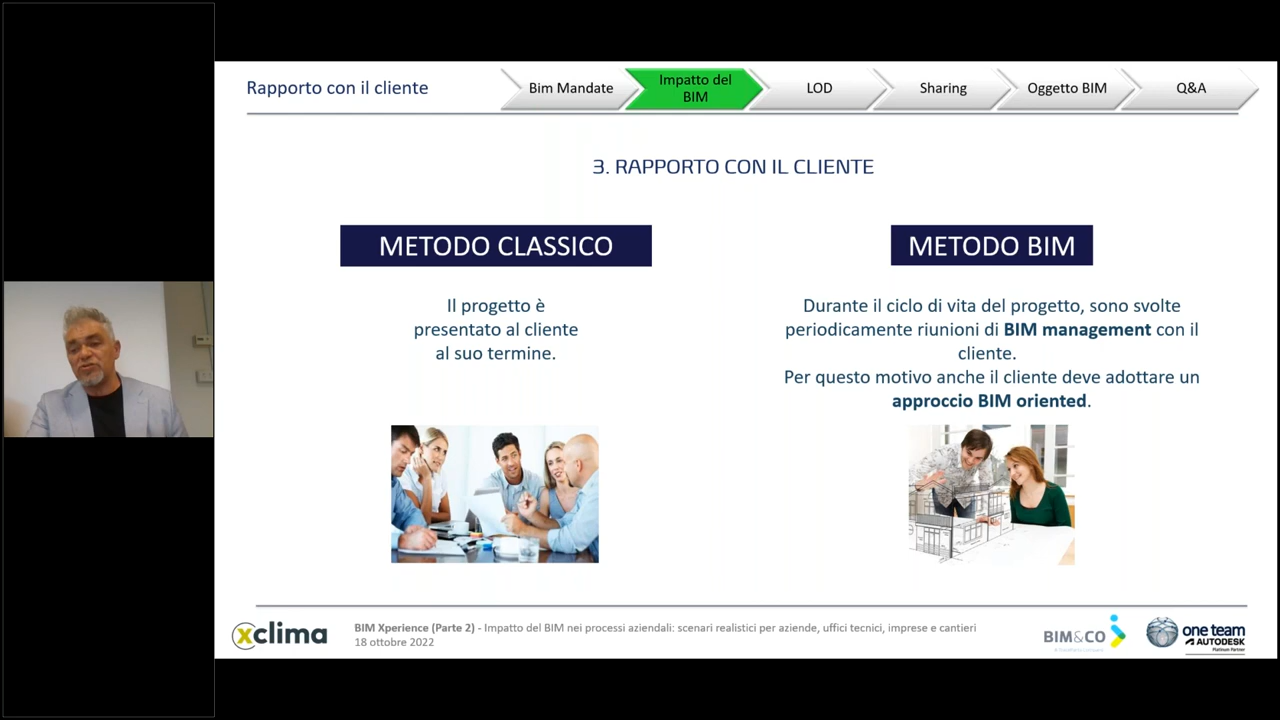 Rapporto con il cliente
Bim Mandate
Impatto del
BIM
LOD
Sharing
Oggetto BIM
Q&A
3. RAPPORTO CON IL CLIENTE
METODO CLASSICO
Il progetto è
presentato al cliente
al suo termine.
METODO BIM
Durante il ciclo di vita del progetto, sono svolte
periodicamente riunioni di BIM management con il
cliente.
Per questo motivo anche il cliente deve adottare un
approccio BIM oriented.
xclima
BIM Xperience (Parte 2) - Impatto del BIM nei processi aziendali: scenari realistici per aziende, uffici tecnici, imprese e cantieri
18 ottobre 2022
BIM&CO
one team
AUTODESK
Platinum Partner